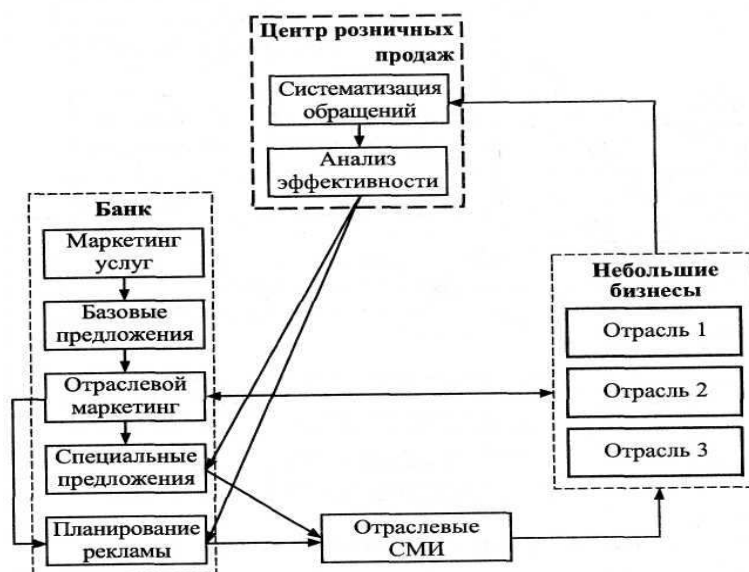 Центр розничных
продаж
Систематизация
обращений
Анализ
эффективности
Банк
Маркетинг
услуг
Базовые
предложения
Отраслевой
маркетинг
Специальные
предложения
Планирование
рекламы
Отраслевые
СМИ
Небольшие
бизнесы
Отрасль 1
Отрасль 2
Отрасль 3